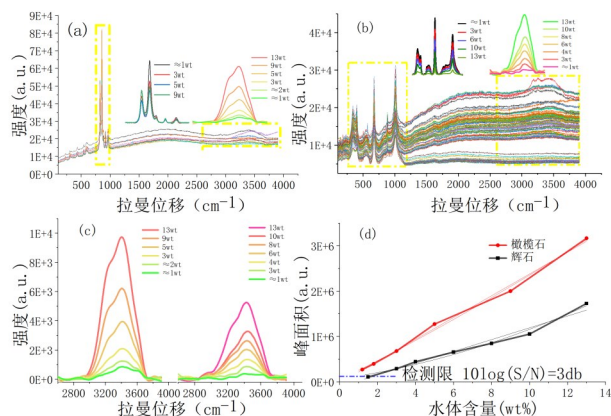 (a)
强度(a.u.)
9E+4
8E+4
7E+4
6E+4
5E+4
4E+4
3E+4
2E+4
1E+4
0E+0
≈1wt
3wt
5wt
9wt
13wt
9wt
5wt
3wt
≈2wt
≈1wt
500 1000 1500 2000 2500 3000 3500 4000
拉曼位移 (cm⁻¹)
(b)
强度(a.u.)
4E+4
3E+4
2E+4
1E+4
≈1wt
3wt
6wt
10wt
13wt
13wt
10wt
8wt
6wt
4wt
3wt
≈1wt
500 1000 1500 2000 2500 3000 3500 4000
拉曼位移 (cm⁻¹)
(c)
强度(a.u.)
1E+4
8E+3
6E+3
4E+3
2E+3
0E+0
13wt
9wt
5wt
3wt
≈2wt
≈1wt
13wt
10wt
8wt
6wt
4wt
3wt
≈1wt
2800 3200 3600 2800 3200 3600 4000
拉曼位移 (cm⁻¹)
(d)
峰面积(a.u.)
3E+6
2E+6
1E+6
0E+0
橄榄石
辉石
检测限 10log(S/N)=3db
0 2 4 6 8 10 12 14
水体含量(wt%)